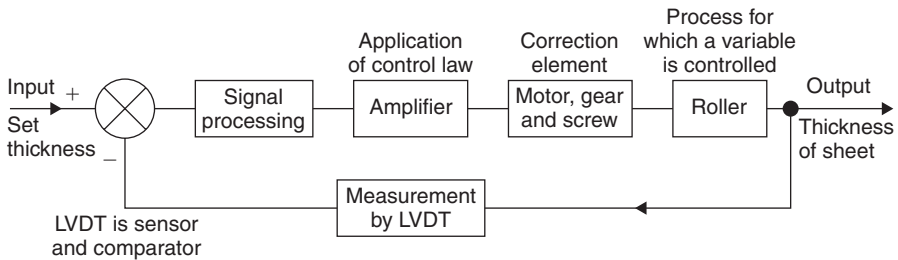 Input
+
Set
thickness
−
LVDT is sensor
and comparator
Signal
processing
Application
of control law
Amplifier
Correction
element
Motor, gear
and screw
Process for
which a variable
is controlled
Roller
Output
Thickness
of sheet
Measurement
by LVDT